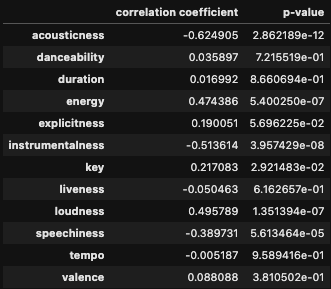 correlation coefficient p-value
acousticness -0.624905 2.862189e-12
danceability 0.035897 7.215519e-01
duration 0.016992 8.660694e-01
energy 0.474386 5.400250e-07
explicitness 0.190051 5.696225e-02
instrumentalness -0.513614 3.957429e-08
key 0.217083 2.921483e-02
liveness -0.050463 6.162657e-01
loudness 0.495789 1.351394e-07
speechiness -0.389731 5.613464e-05
tempo -0.005187 9.589416e-01
valence 0.088088 3.810502e-01